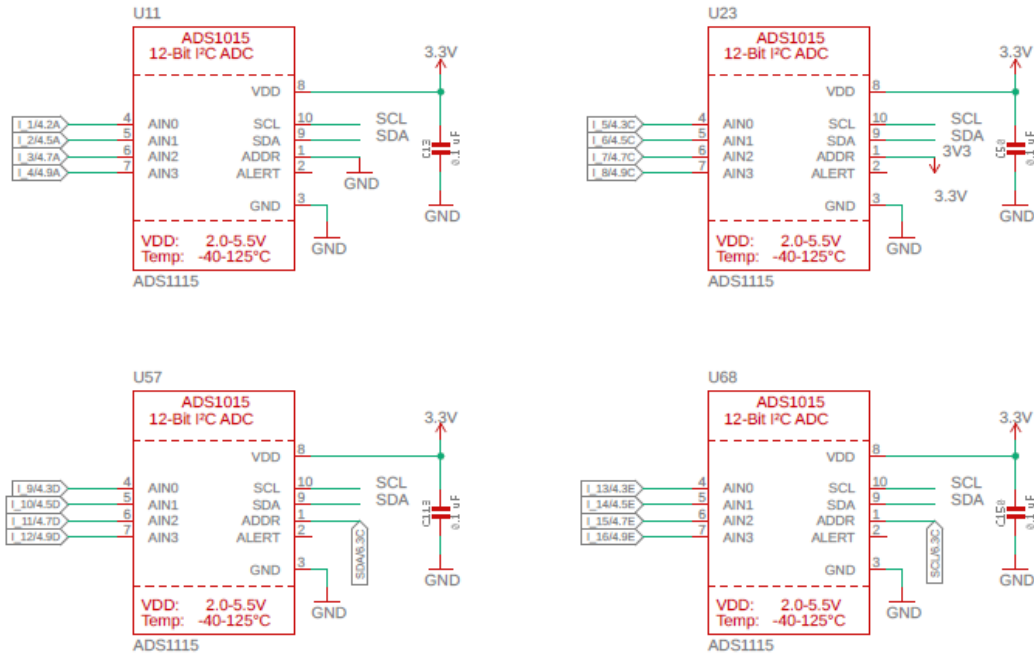 U11
ADS1015
12-Bit I²C ADC
3.3V
VDD 8
I_1/4.2A 4 AIN0 SCL 10 SCL
I_2/4.5A 5 AIN1 SDA 9 SDA
I_3/4.7A 6 AIN2 ADDR 1
I_4/4.9A 7 AIN3 ALERT 2
GND
C13
0.1 uF
GND 3
GND
GND
VDD: 2.0-5.5V
Temp: -40-125°C
ADS1115
U23
ADS1015
12-Bit I²C ADC
3.3V
VDD 8
I_5/4.3C 4 AIN0 SCL 10 SCL
I_6/4.5C 5 AIN1 SDA 9 SDA
I_7/4.7C 6 AIN2 ADDR 1 3V3
I_8/4.9C 7 AIN3 ALERT 2
3.3V
C50
0.1 uF
GND 3
GND
GND
VDD: 2.0-5.5V
Temp: -40-125°C
ADS1115
U57
ADS1015
12-Bit I²C ADC
3.3V
VDD 8
I_9/4.3D 4 AIN0 SCL 10 SCL
I_10/4.5D 5 AIN1 SDA 9 SDA
I_11/4.7D 6 AIN2 ADDR 1
I_12/4.9D 7 AIN3 ALERT 2
SDA/6.3C
0.1 uF
GND 3
GND
GND
VDD: 2.0-5.5V
Temp: -40-125°C
ADS1115
U68
ADS1015
12-Bit I²C ADC
3.3V
VDD 8
I_13/4.3E 4 AIN0 SCL 10 SCL
I_14/4.5E 5 AIN1 SDA 9 SDA
I_15/4.7E 6 AIN2 ADDR 1
I_16/4.9E 7 AIN3 ALERT 2
SCL/6.3C
0.1 uF
GND 3
GND
GND
VDD: 2.0-5.5V
Temp: -40-125°C
ADS1115